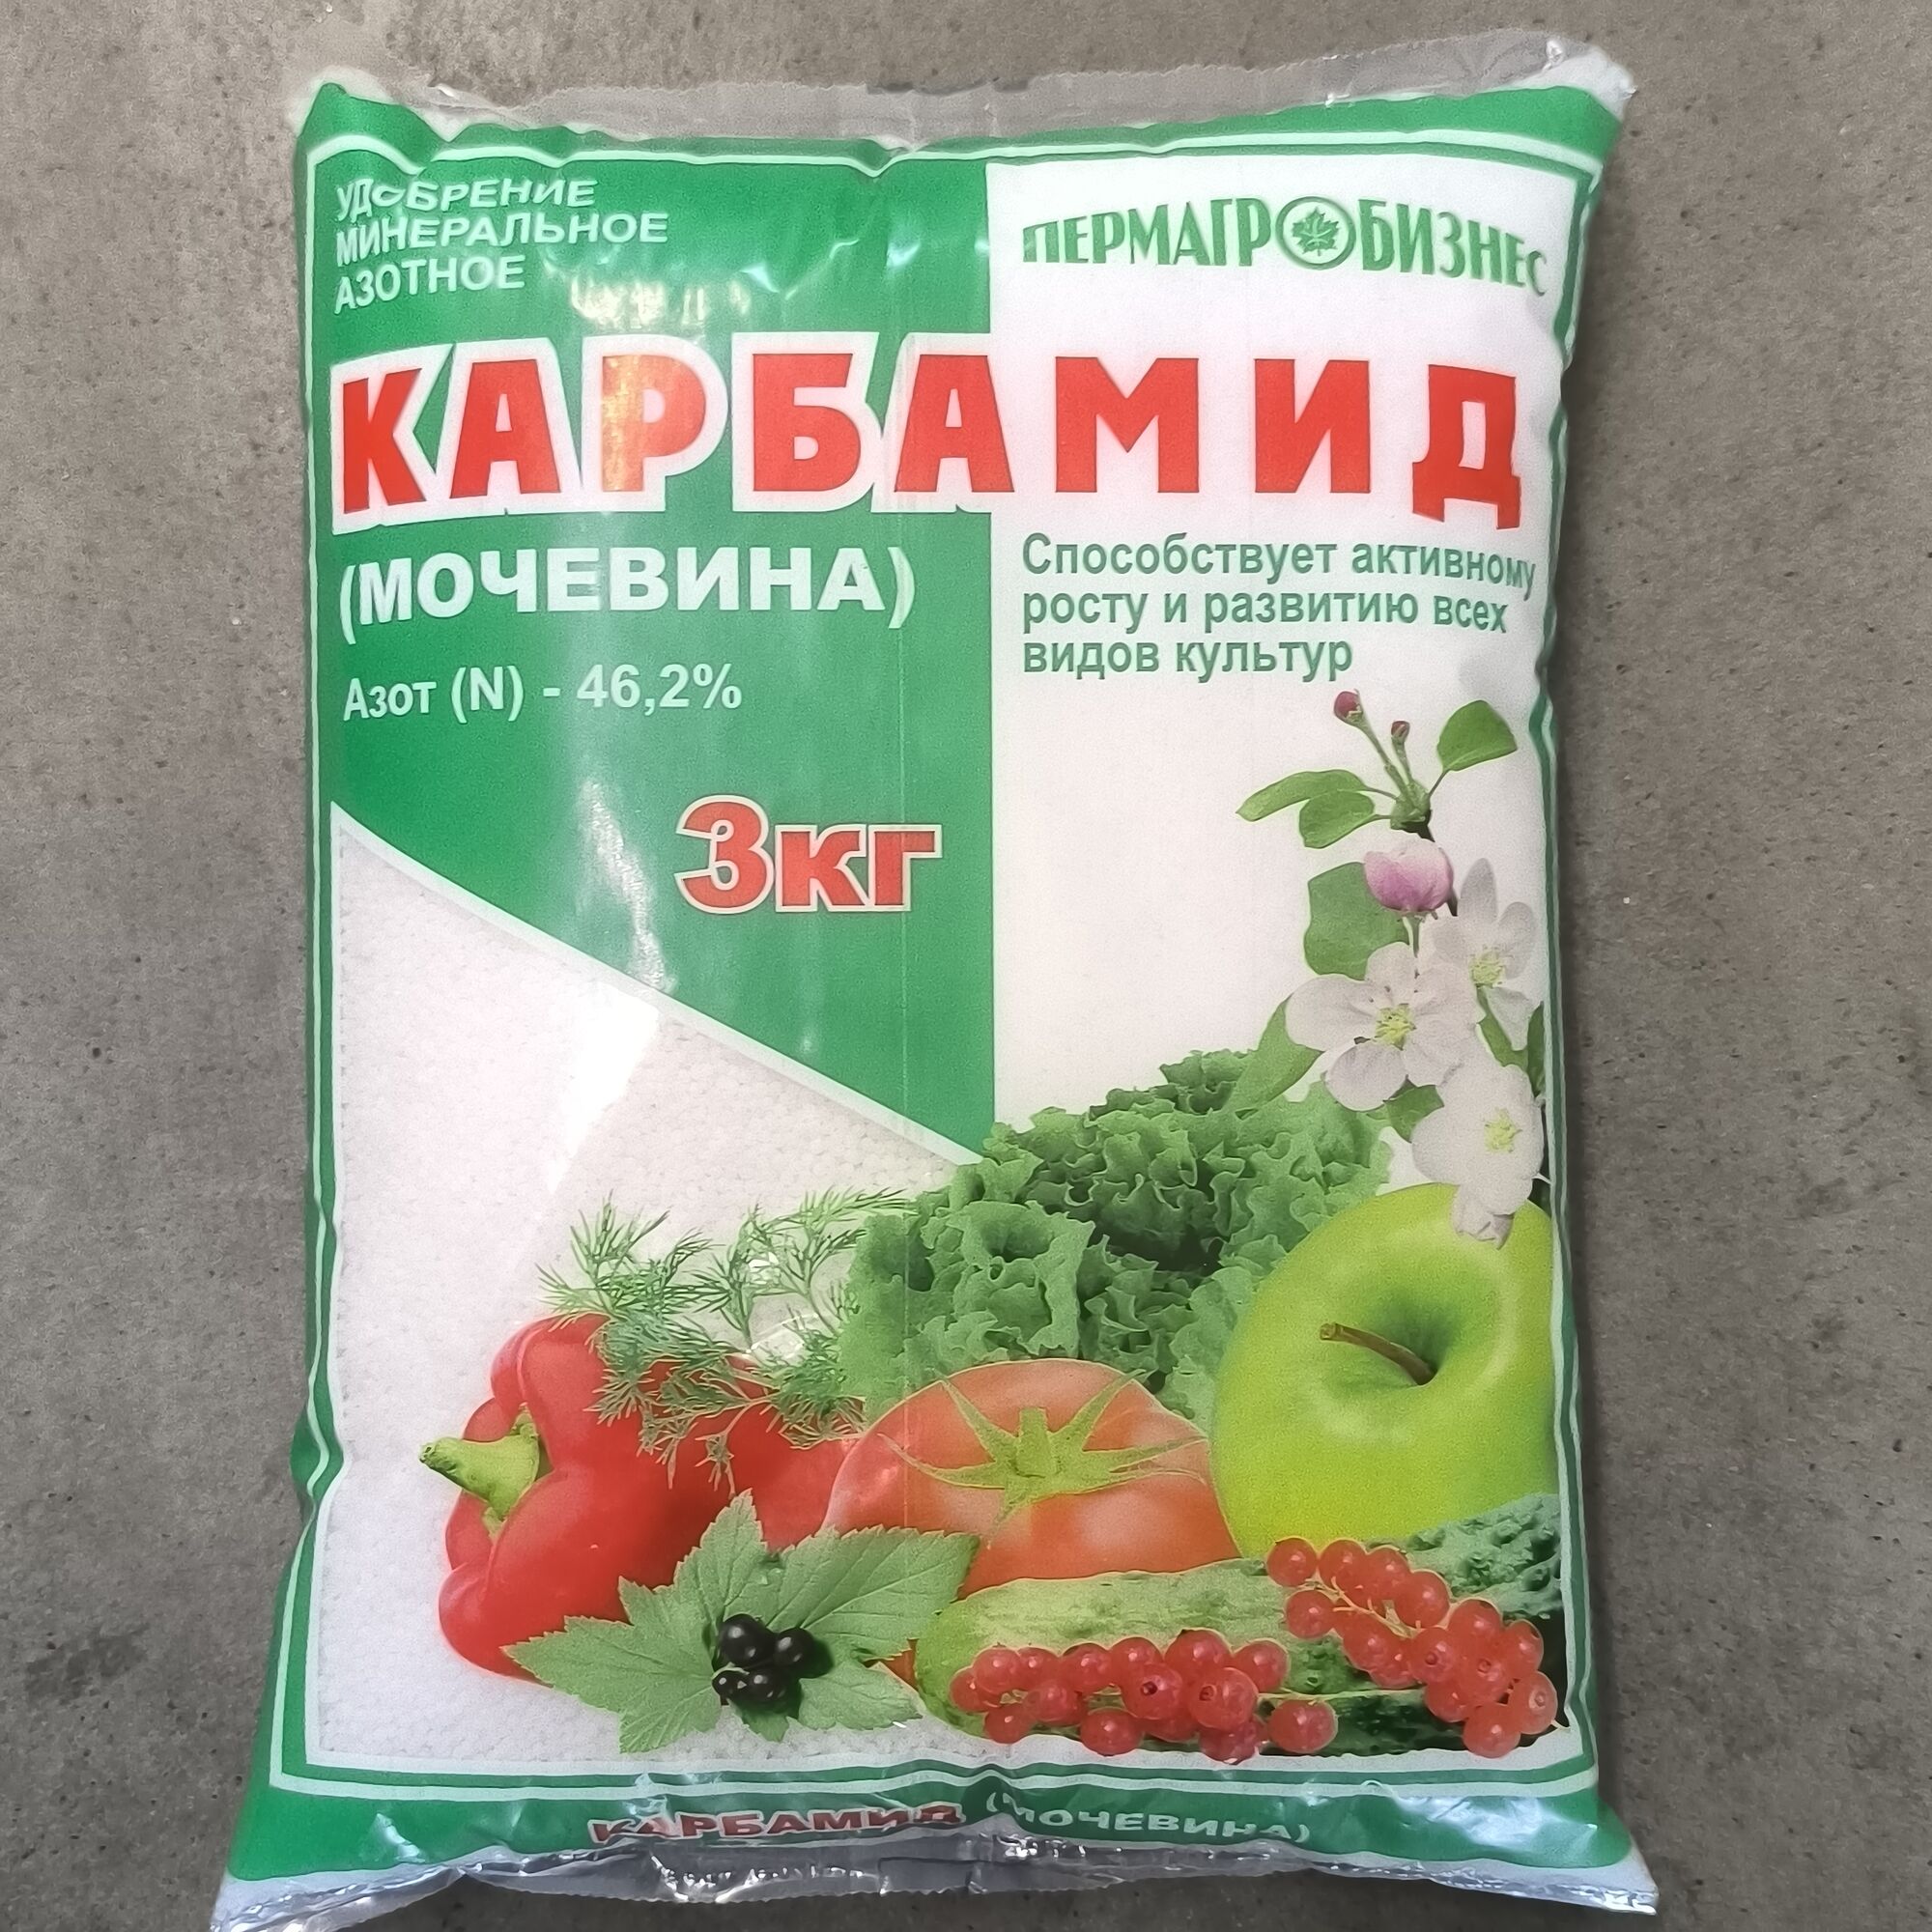 УДОБРЕНИЕ
МИНЕРАЛЬНОЕ
АЗОТНОЕ
ПЕРМАГРОБИЗНЕС
КАРБАМИД
(МОЧЕВИНА)
Азот (N) - 46,2%
3кг
Способствует активному
росту и развитию всех
видов культур
КАРБАМИД (МОЧЕВИНА)